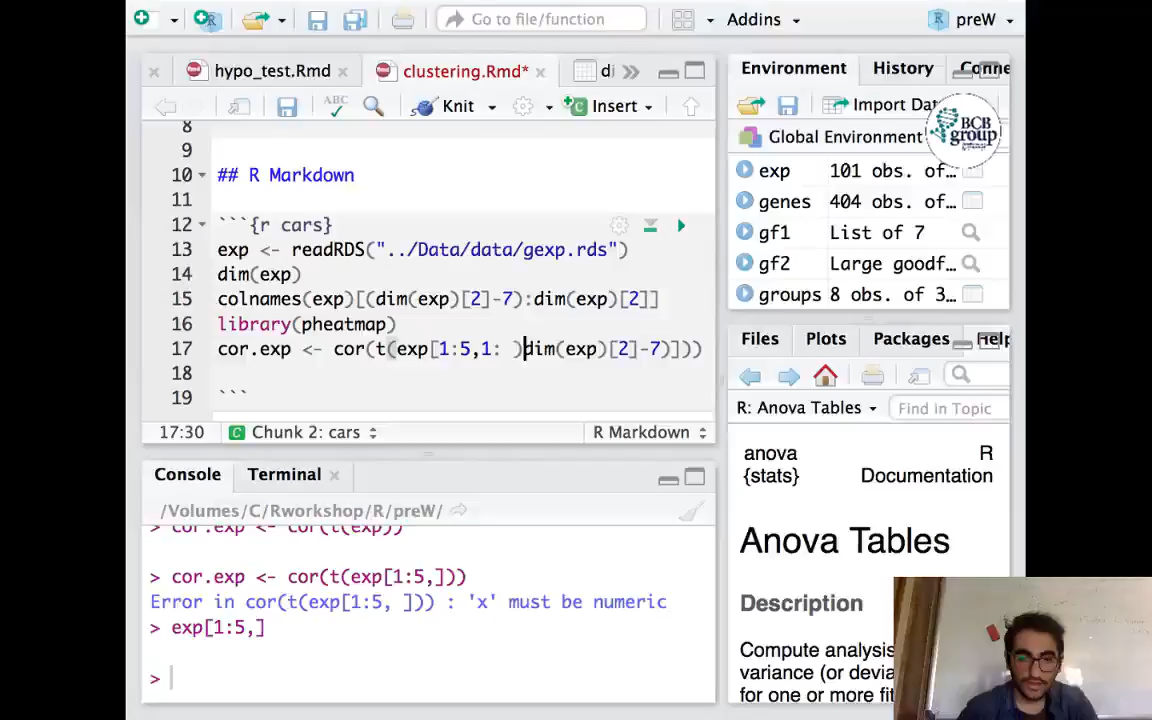 Go to file/function
Addins
preW
hypo_test.Rmd
clustering.Rmd*
di
Environment
History
Conne
Knit
Insert
Import Dat
BCB
group
Global Environment
8
9
10 ## R Markdown
11
12 ```{r cars}
13 exp <- readRDS("../Data/data/gexp.rds")
14 dim(exp)
15 colnames(exp)[(dim(exp)[2]-7):dim(exp)[2]]
16 library(pheatmap)
17 cor.exp <- cor(t(exp[1:5,1: )dim(exp)[2]-7)]))
18
19 ```
exp 101 obs. of…
genes 404 obs. of…
gf1 List of 7
gf2 Large goodf…
groups 8 obs. of 3…
17:30
Chunk 2: cars
R Markdown
Files
Plots
Packages
Help
R: Anova Tables
Find in Topic
anova R
{stats} Documentation
Anova Tables
Description
Compute analysis
variance (or devia
for one or more fit
Console
Terminal
/Volumes/C/Rworkshop/R/preW/
> cor.exp <- cor(t(exp))
> cor.exp <- cor(t(exp[1:5,]))
Error in cor(t(exp[1:5, ])) : 'x' must be numeric
> exp[1:5,]
>